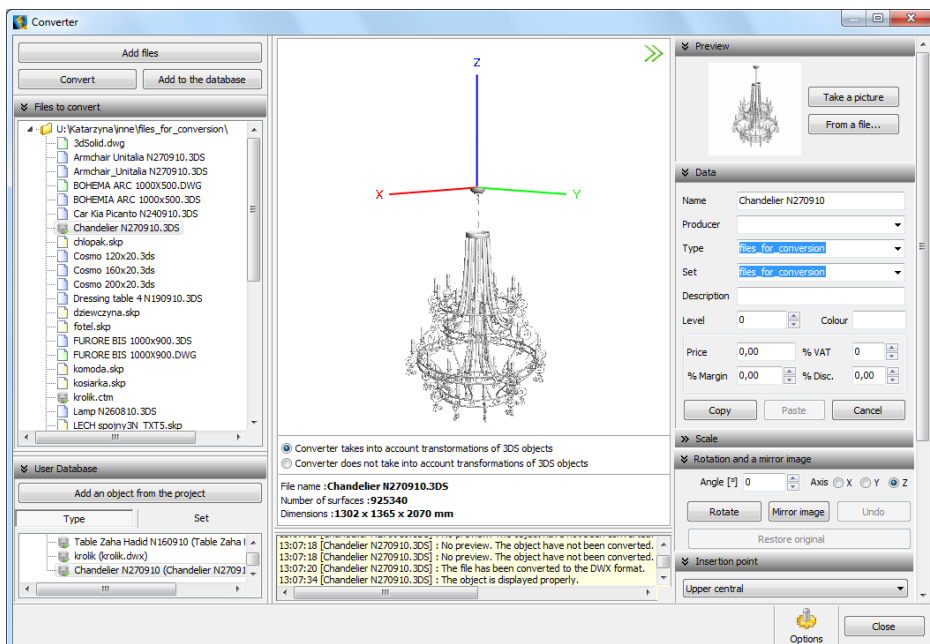 Converter
Add files
Convert
Add to the database
Files to convert
U:\Katarzyna\inne\files_for_conversion\
3dSolid.dwg
Armchair Unitalia N270910.3DS
Armchair_Unitalia N270910.3DS
BOHEMA ARC 1000X500.DWG
BOHEMIA ARC 1000x500.3DS
Car Kia Picanto N240910.3DS
Chandelier N270910.3DS
chlopak.skp
Cosmo 120x20.3ds
Cosmo 160x20.3ds
Cosmo 200x20.3ds
Dressing table 4 N190910.3DS
dziewczyna.skp
fotel.skp
FURORE BIS 1000x900.3DS
FURORE BIS 1000X900.DWG
komoda.skp
kosiarka.skp
krolik.ctm
Lamp N260810.3DS
LECH spojny3N_TXT5.skp
User Database
Add an object from the project
Type
Set
Table Zaha Hadid N160910 (Table Zaha
krolik (krolik.dwx)
Chandelier N270910 (Chandelier N2709
Z
X
Y
Converter takes into account transtormations of 3DS objects
Converter does not take into account transformations of 3DS objects
File name :Chandelier N270910.3DS
Number of surfaces :925340
Dimensions :1302 x 1365 x 2070 mm
13:07:18 [Chandelier N270910.3DS] : No preview. The object have not been converted.
13:07:18 [Chandelier N270910.3DS] : No preview. The object have not been converted.
13:07:20 [Chandelier N270910.3DS] : The file has been converted to the DWX format.
13:07:34 [Chandelier N270910.3DS] : The object is displayed properly.
Preview
Take a picture
From a file...
Data
Name
Chandelier N270910
Producer
Type
files_for_conversion
Set
files_for_conversion
Description
Level
0
Colour
Price
0,00
% VAT
0
% Margin
0,00
% Disc.
0,00
Copy
Paste
Cancel
Scale
Rotation and a mirror image
Angle [º]
0
Axis
X
Y
Z
Rotate
Mirror image
Undo
Restore original
Insertion point
Upper central
Options
Close